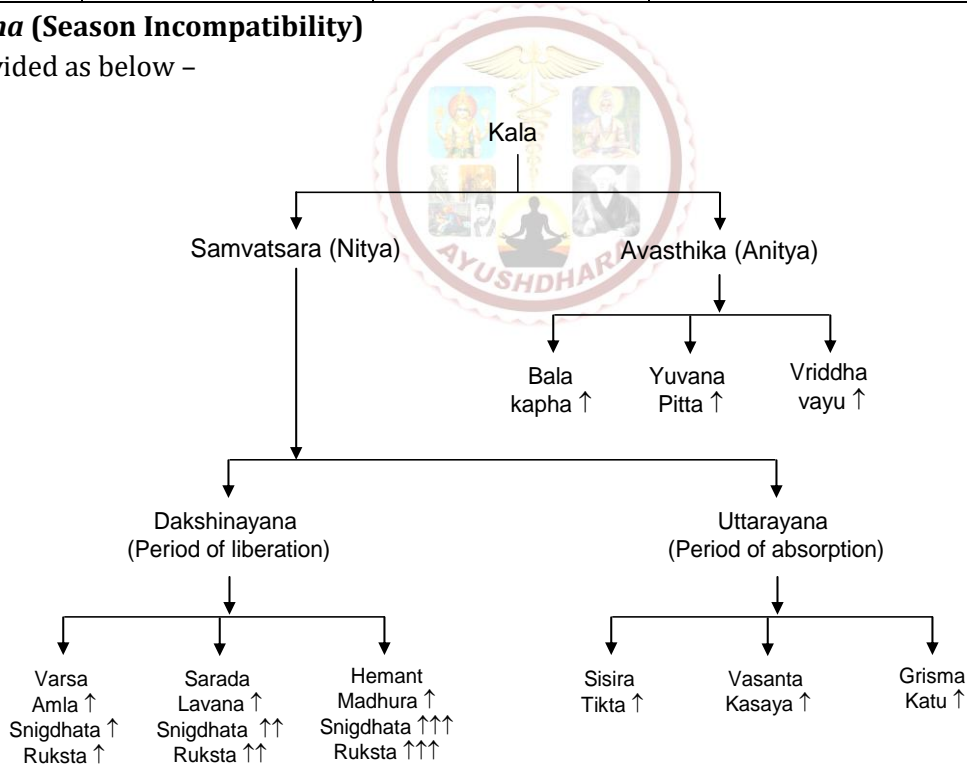 na (Season Incompatibility)
vided as below –
Kala
Samvatsara (Nitya)
Avasthika (Anitya)
AYUSHDHARA
Bala
kapha ↑
Yuvana
Pitta ↑
Vriddha
vayu ↑
Dakshinayana
(Period of liberation)
Uttarayana
(Period of absorption)
Varsa
Amla ↑
Snigdhata ↑
Ruksta ↑
Sarada
Lavana ↑
Snigdhata ↑↑
Ruksta ↑↑
Hemant
Madhura ↑
Snigdhata ↑↑↑
Ruksta ↑↑↑
Sisira
Tikta ↑
Vasanta
Kasaya ↑
Grisma
Katu ↑